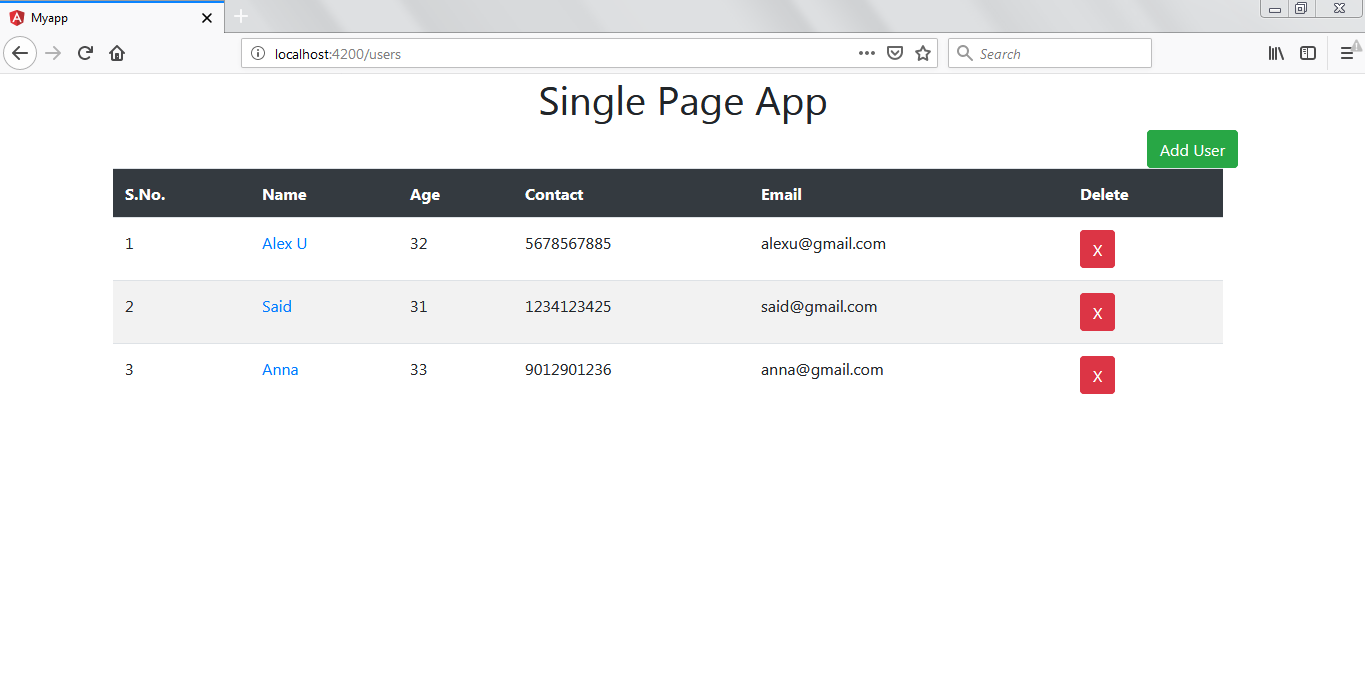 Myapp
localhost:4200/users
Search
Single Page App
Add User
S.No. Name Age Contact Email Delete
1 Alex U 32 5678567885 alexu@gmail.com X
2 Said 31 1234123425 said@gmail.com X
3 Anna 33 9012901236 anna@gmail.com X